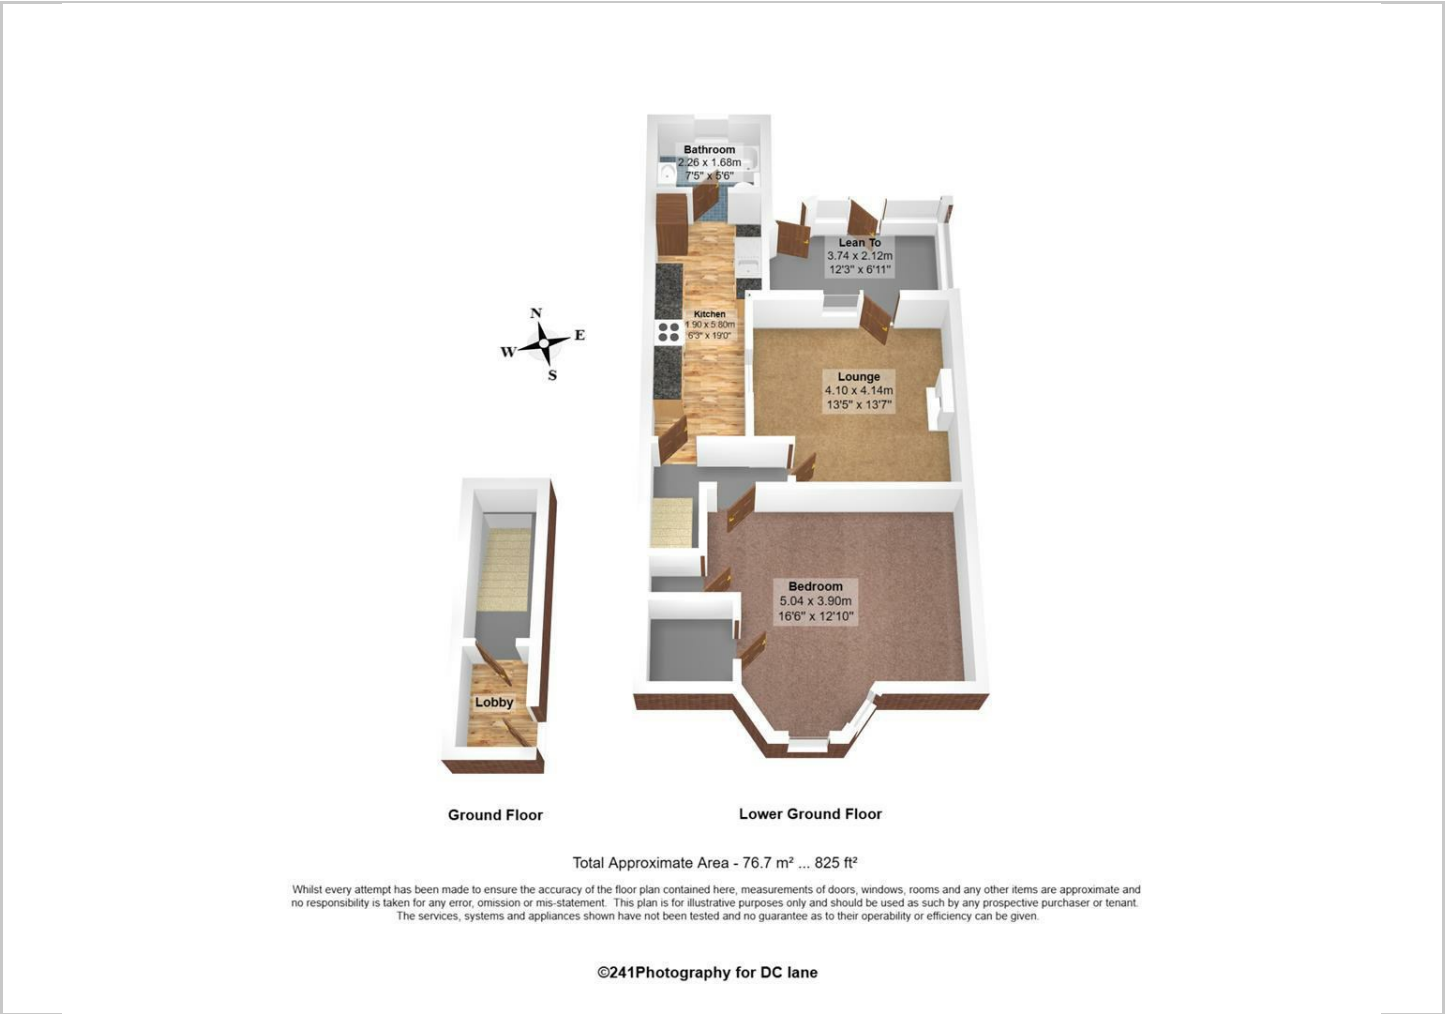 Bathroom
2.26 x 1.68m
7'5" x 5'6"
Lean To
3.74 x 2.12m
12'3" x 6'11"
Kitchen
1.90 x 5.80m
6'3" x 19'0"
N
E
W
S
Lounge
4.10 x 4.14m
13'5" x 13'7"
Bedroom
5.04 x 3.90m
16'6" x 12'10"
Lobby
Ground Floor
Lower Ground Floor
Total Approximate Area - 76.7 m² ... 825 ft²
Whilst every attempt has been made to ensure the accuracy of the floor plan contained here, measurements of doors, windows, rooms and any other items are approximate and
no responsibility is taken for any error, omission or mis-statement. This plan is for illustrative purposes only and should be used as such by any prospective purchaser or tenant.
The services, systems and appliances shown have not been tested and no guarantee as to their operability or efficiency can be given.
©241Photography for DC lane